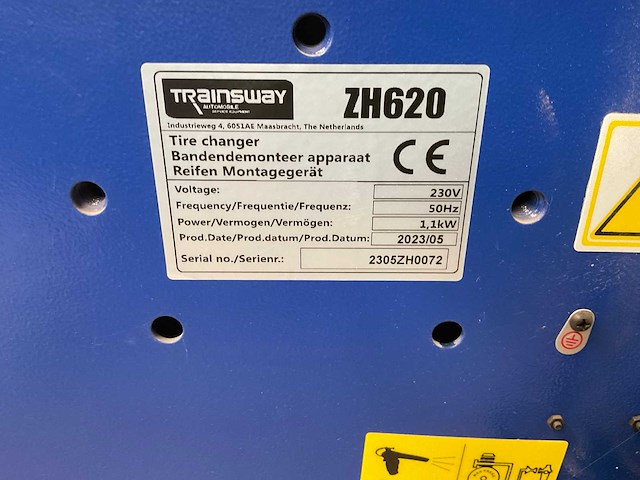 TRAINSWAY
AUTOMOBILE
SERVICE EQUIPMENT
ZH620
Industrieweg 4, 6051AE Maasbracht, The Netherlands
Tire changer
Bandendemonteer apparaat
Reifen Montagegerät
CE
Voltage: 230V
Frequency/Frequentie/Frequenz: 50Hz
Power/Vermogen/Vermögen: 1,1kW
Prod.Date/Prod.datum/Prod.Datum: 2023/05
Serial no./Serienr.: 2305ZH0072